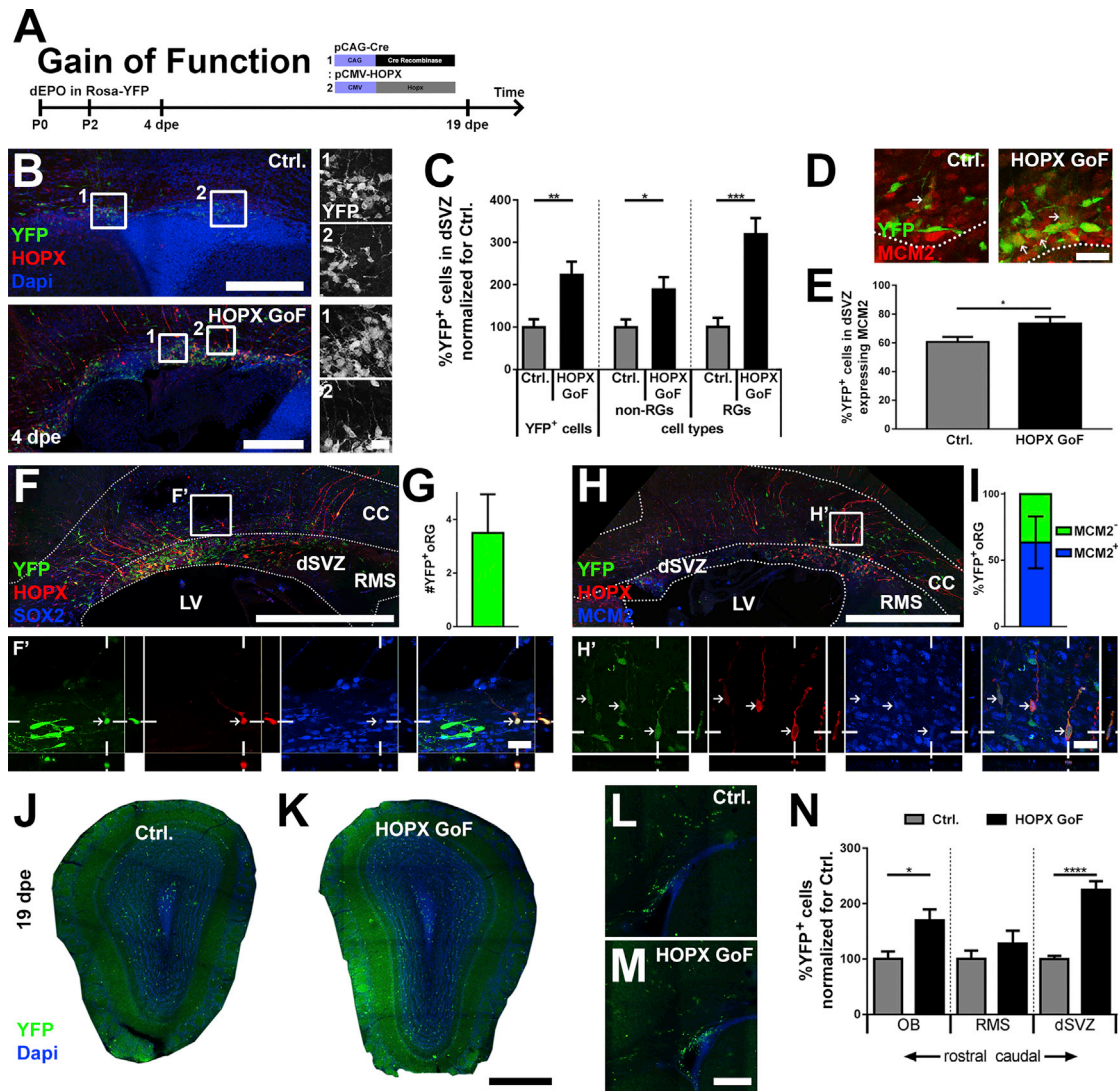 A
Gain of Function
pCAG-Cre
1 CAG Cre Recombinase
: pCMV-HOPX
2 CMV Hopx
dEPO in Rosa-YFP
Time
P0 P2 4 dpe 19 dpe
B
Ctrl.
1
2
YFP
HOPX
Dapi
1
YFP
2
HOPX GoF
1
2
4 dpe
1
2
C
%YFP+ cells in dSVZ
normalized for Ctrl.
400
300
200
100
0
**
*
***
Ctrl. HOPX GoF Ctrl. HOPX GoF Ctrl. HOPX GoF
non-RGs RGs
YFP+ cells cell types
D
Ctrl.
HOPX GoF
YFP
MCM2
E
%YFP+ cells in dSVZ
expressing MCM2
100
80
60
40
20
0
*
Ctrl. HOPX GoF
F
F'
CC
YFP
HOPX
SOX2
dSVZ
LV
RMS
G
#YFP+oRG
4
2
0
H
H'
YFP
HOPX
MCM2
dSVZ
LV
RMS
CC
I
%YFP+oRG
100
50
0
MCM2-
MCM2+
F'
H'
J
Ctrl.
19 dpe
YFP
Dapi
K
HOPX GoF
L
Ctrl.
M
HOPX GoF
N
Ctrl. HOPX GoF
%YFP+ cells
normalized for Ctrl.
300
250
200
150
100
50
0
*
****
OB RMS dSVZ
rostral caudal